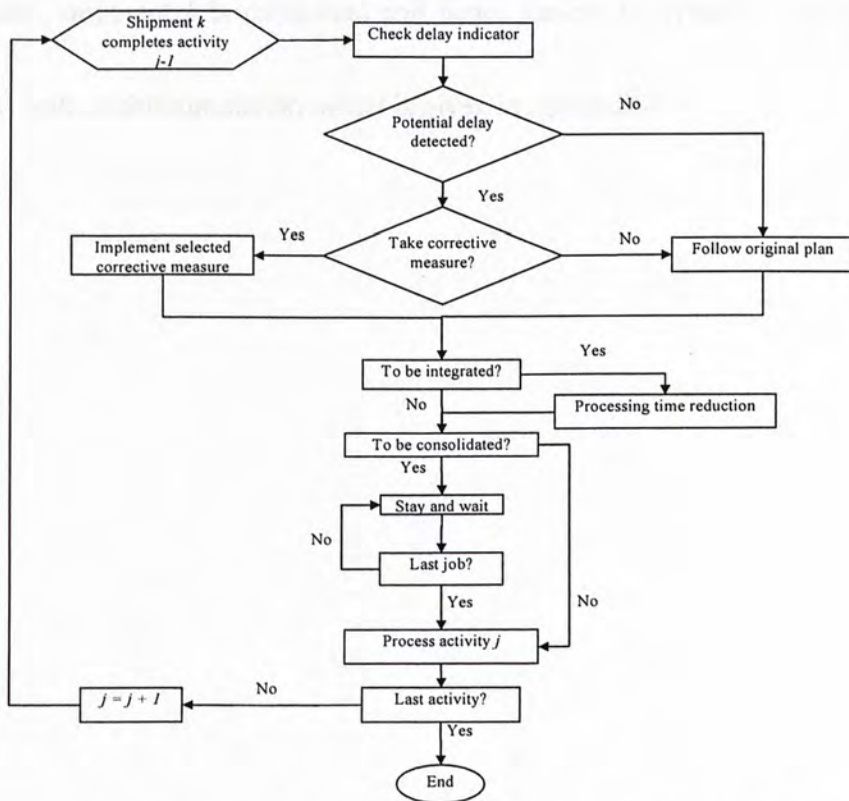 Shipment k
completes activity
j-1
Check delay indicator
Potential delay
detected?
No
Yes
Take corrective
measure?
Yes
No
Implement selected
corrective measure
Follow original plan
To be integrated?
Yes
No
Processing time reduction
To be consolidated?
Yes
Stay and wait
No
Last job?
Yes
No
Process activity j
Last activity?
No
j = j + 1
Yes
End